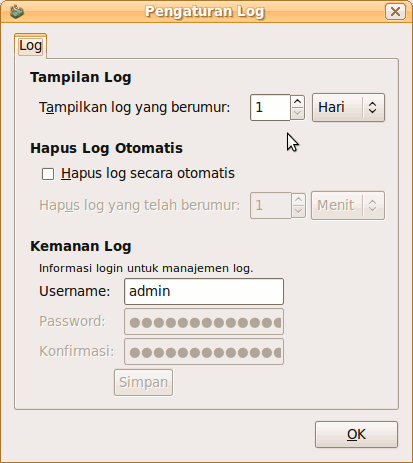 Pengaturan Log
Log
Tampilan Log
Tampilkan log yang berumur: 1 Hari
Hapus Log Otomatis
Hapus log secara otomatis
Hapus log yang telah berumur: 1 Menit
Kemanan Log
Informasi login untuk manajemen log.
Username: admin
Password:
Konfirmasi:
Simpan
OK